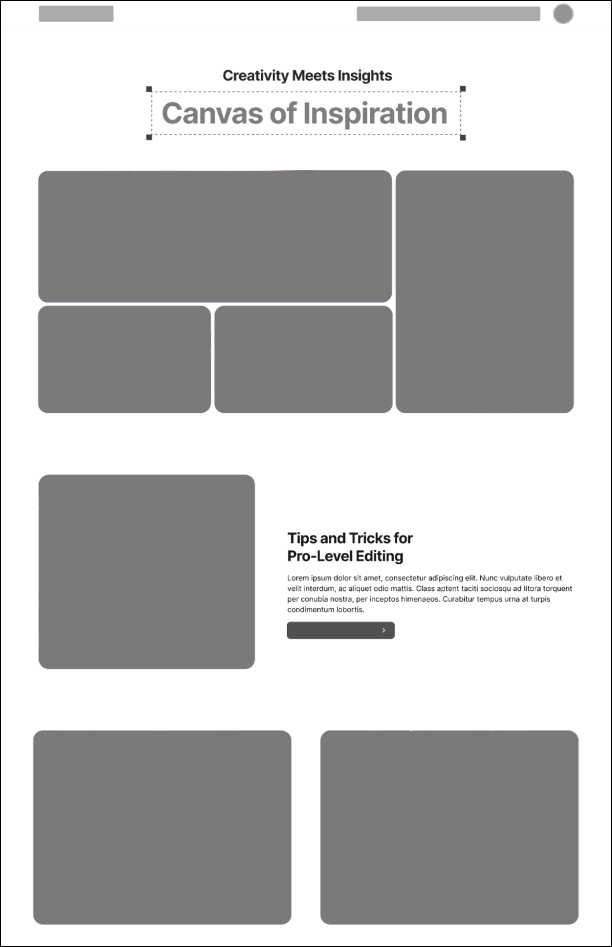 Creativity Meets Insights
Canvas of Inspiration
Tips and Tricks for
Pro-Level Editing
Lorem ipsum dolor sit amet, consectetur adipiscing elit. Nunc vulputate libero et
velit interdum, ac aliquet odio mattis. Class aptent taciti sociosqu ad litora torquent
per conubia nostra, per inceptos himenaeos. Curabitur tempus urna at turpis
condimentum lobortis.